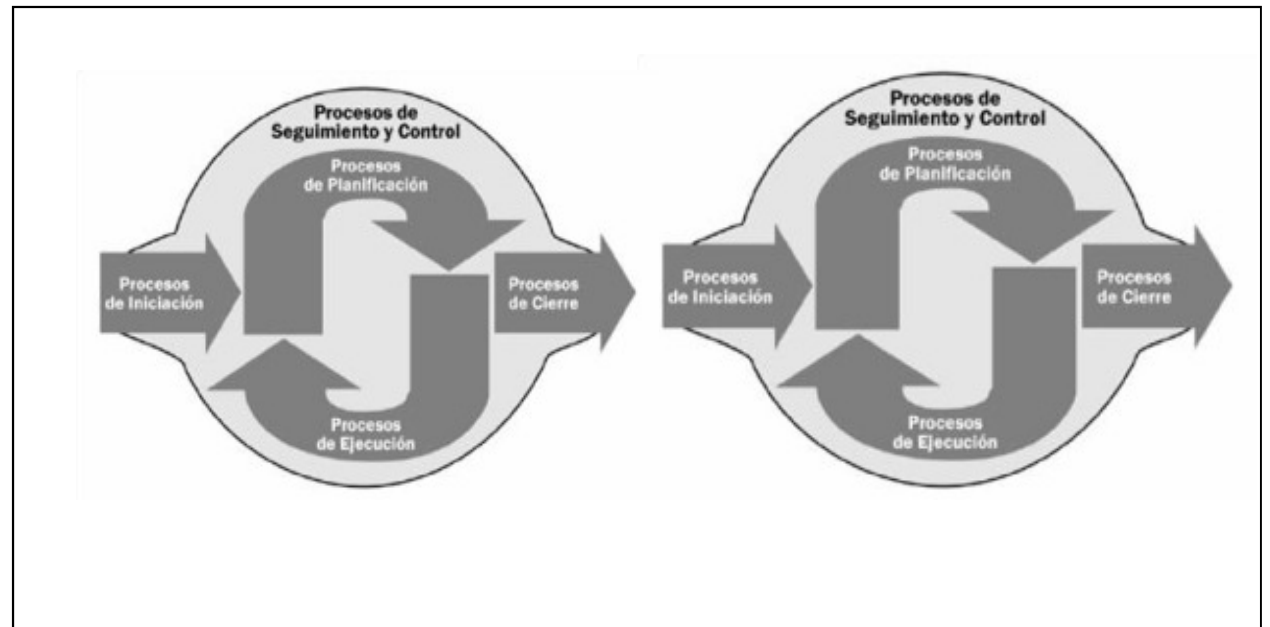 Procesos de
Seguimiento y Control
Procesos
de Planificación
Procesos
de Iniciación
Procesos
de Cierre
Procesos
de Ejecución
Procesos de
Seguimiento y Control
Procesos
de Planificación
Procesos
de Iniciación
Procesos
de Cierre
Procesos
de Ejecución